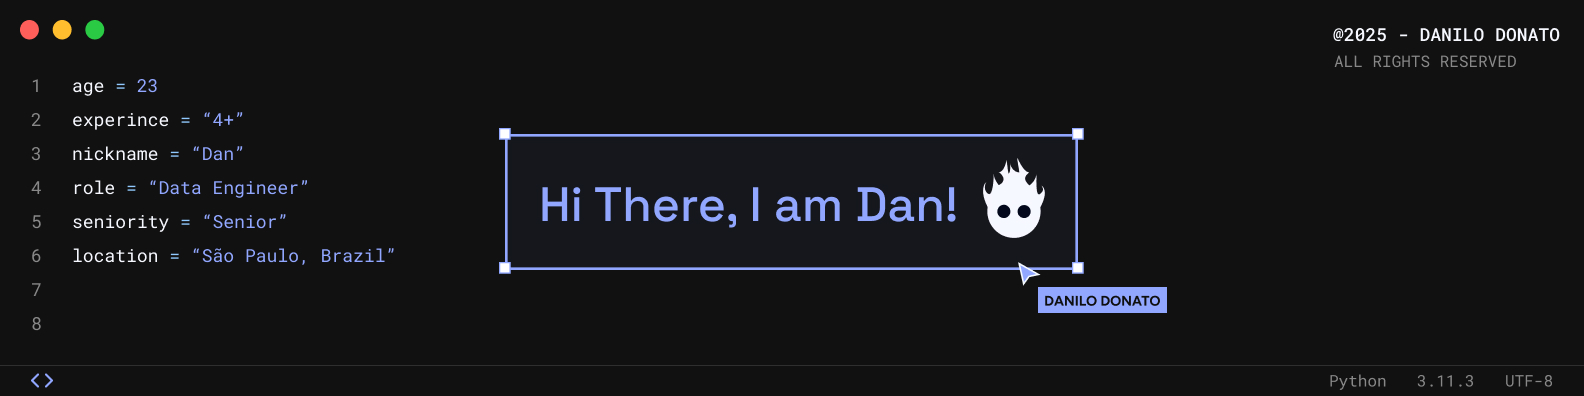 @2025 - DANILO DONATO
ALL RIGHTS RESERVED
1 age = 23
2 experince = “4+”
3 nickname = “Dan”
4 role = “Data Engineer”
5 seniority = “Senior”
6 location = “São Paulo, Brazil”
7
8
Hi There, I am Dan!
DANILO DONATO
<> Python 3.11.3 UTF-8